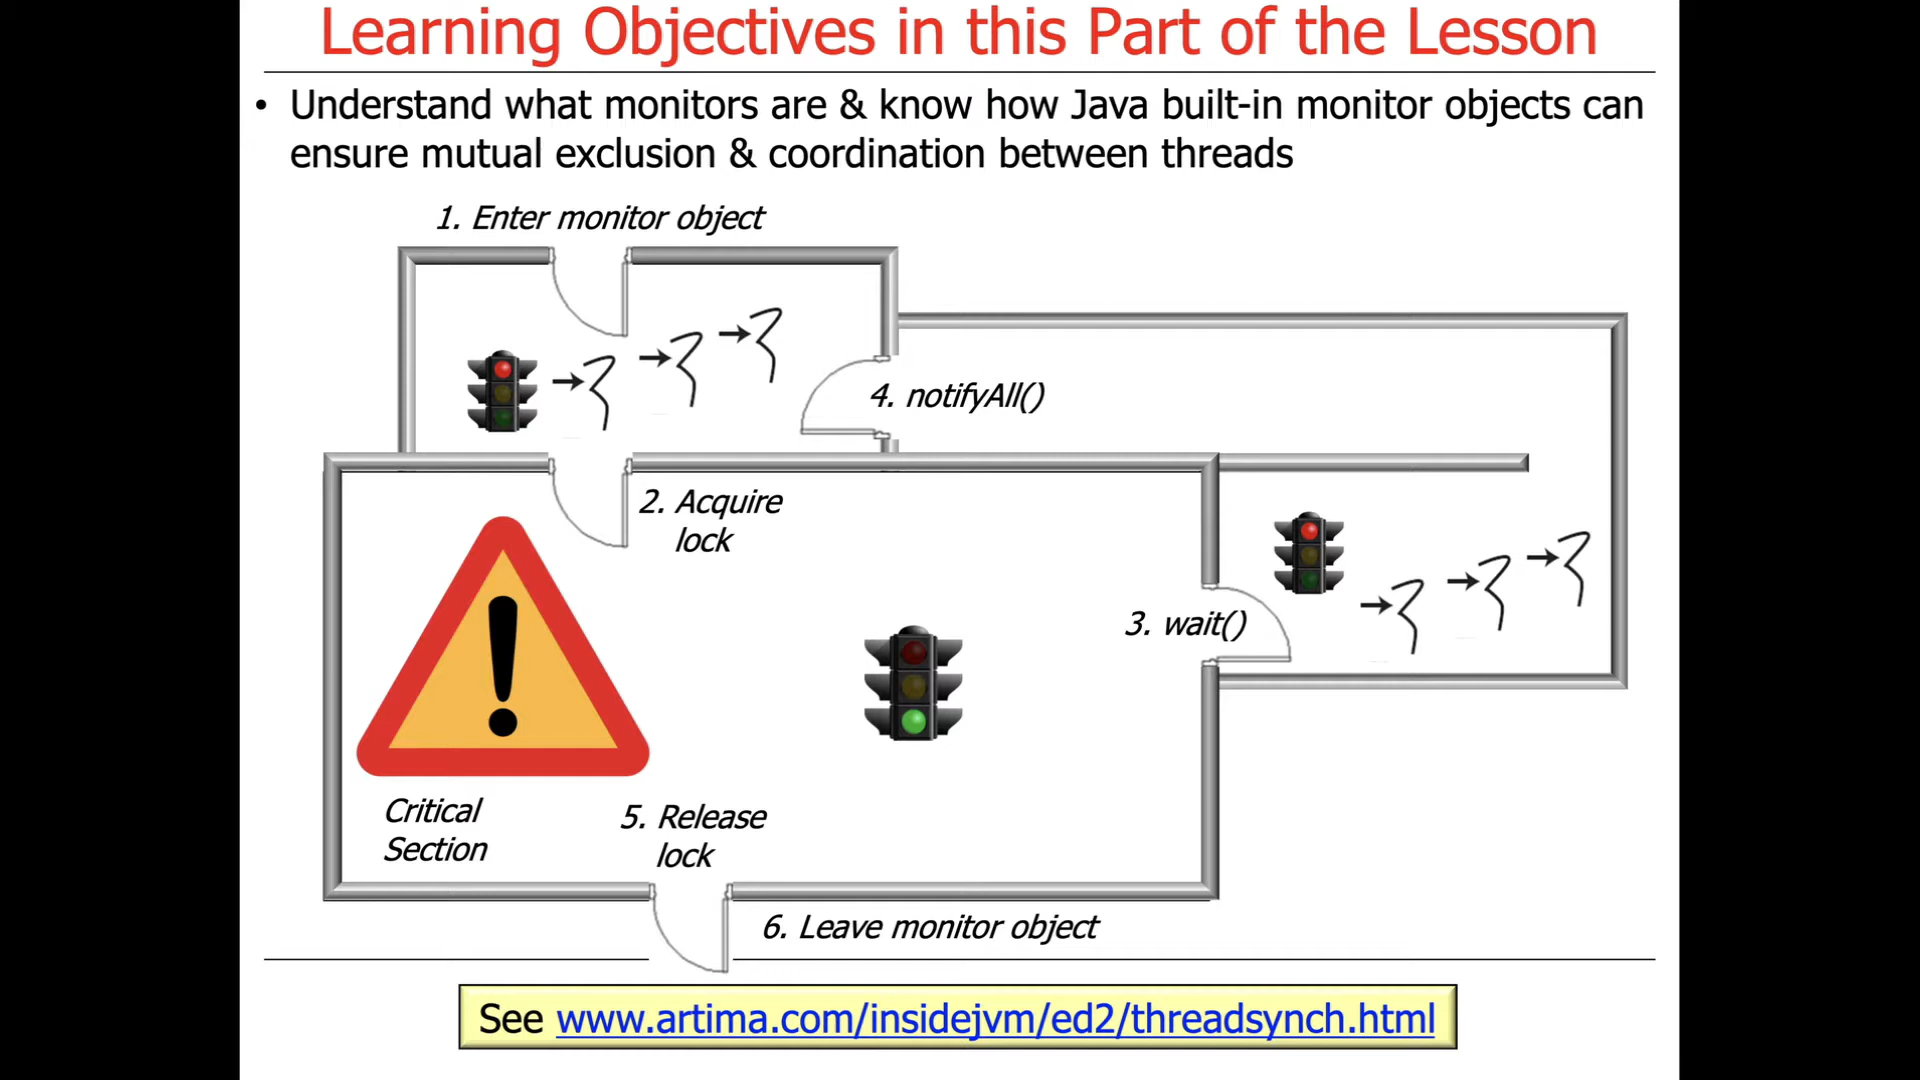 Learning Objectives in this Part of the Lesson
• Understand what monitors are & know how Java built-in monitor objects can
ensure mutual exclusion & coordination between threads
1. Enter monitor object
4. notifyAll()
2. Acquire
lock
3. wait()
Critical
Section
5. Release
lock
6. Leave monitor object
See www.artima.com/insidejvm/ed2/threadsynch.html